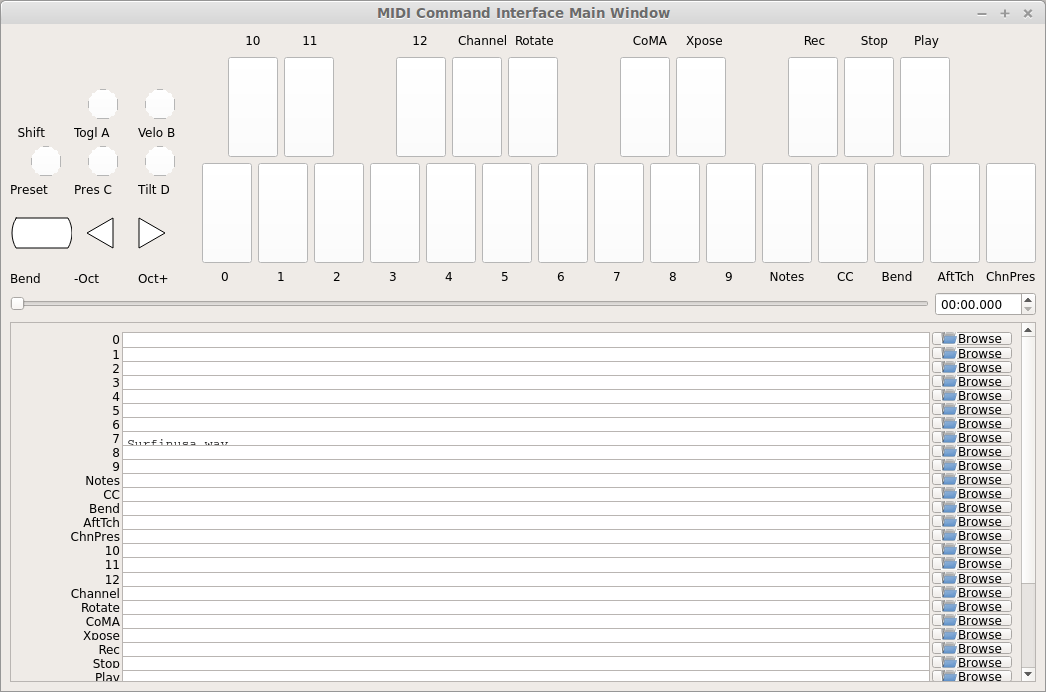 MIDI Command Interface Main Window
10 11 12 Channel Rotate CoMA Xpose Rec Stop Play
Shift Togl A Velo B
Preset Pres C Tilt D
Bend -Oct Oct+ 0 1 2 3 4 5 6 7 8 9 Notes CC Bend AftTch ChnPres
00:00.000
0 Browse
1 Browse
2 Browse
3 Browse
4 Browse
5 Browse
6 Browse
7 Surfinusa.wav Browse
8 Browse
9 Browse
Notes Browse
CC Browse
Bend Browse
AftTch Browse
ChnPres Browse
10 Browse
11 Browse
12 Browse
Channel Browse
Rotate Browse
CoMA Browse
Xpose Browse
Rec Browse
Stop Browse
Play Browse